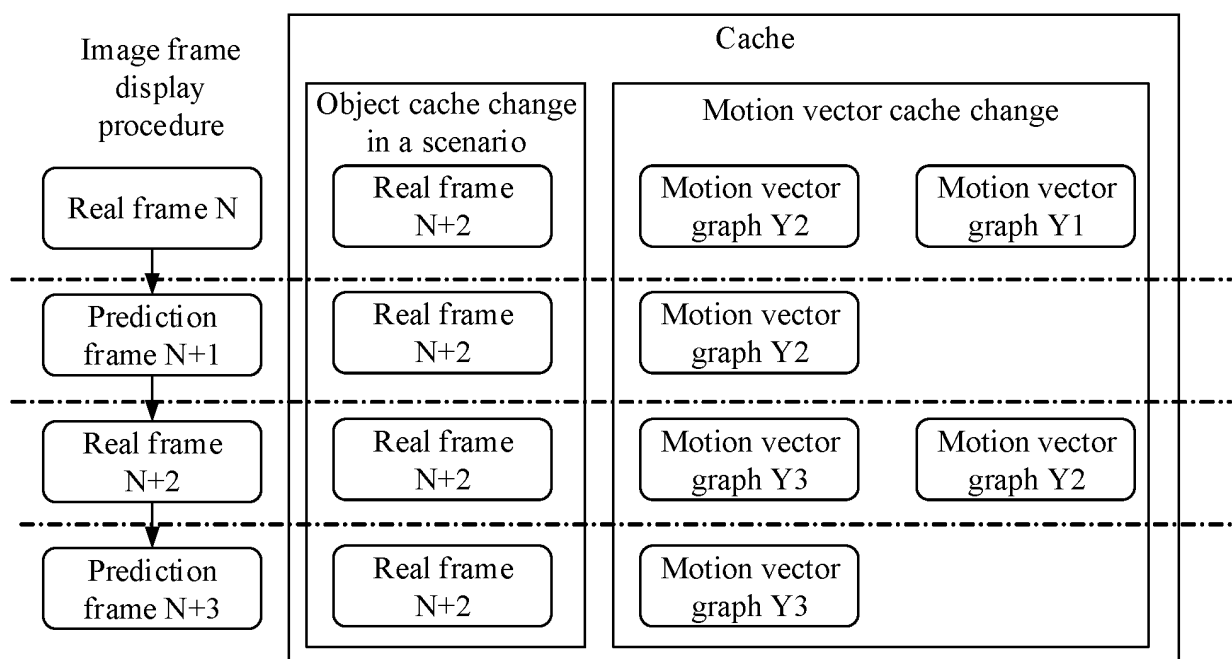 Image frame
display
procedure
Cache
Object cache change
in a scenario
Motion vector cache change
Real frame N
Real frame
N+2
Motion vector
graph Y2
Motion vector
graph Y1
Prediction
frame N+1
Real frame
N+2
Motion vector
graph Y2
Real frame
N+2
Real frame
N+2
Motion vector
graph Y3
Motion vector
graph Y2
Prediction
frame N+3
Real frame
N+2
Motion vector
graph Y3